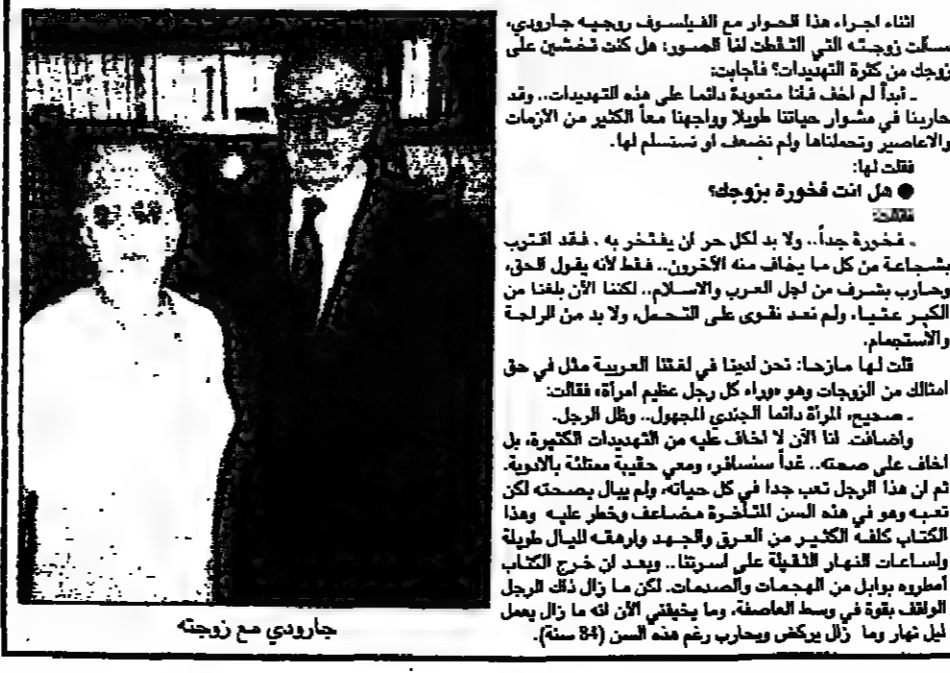 اثناء اجراء هذا الحوار مع الفيلسوف روجيه جارودي،
سألت زوجته التي التقطت لنا الصور: هل كنت تخشين على
زوجك من كثرة التهديدات؟ فأجابت:
ـ أبداً لم اخف فأنا متعودة دائما على هذه التهديدات.. وقد
حاربنا في مشوار حياتنا طويلا وواجهنا معاً الكثير من الازمات
والاعاصير وتحملناها ولم نضعف او نستسلم لها.
فقلت لها:
● هل انت فخورة بزوجك؟
ـ فخورة جداً.. ولا بد لكل حر ان يفتخر به . فقد اقترب
بشجاعة من كل ما يخاف منه الآخرون.. فقط لأنه يقول الحق،
وحارب بشرف من اجل العرب والاسلام.. لكننا الآن بلغنا من
الكبر عتيا، ولم نعد نقوى على التحمل، ولا بد من الراحة
والأستجمام.
قلت لها مازحا: نحن لدينا في لغتنا العربية مثل في حق
امثالك من الزوجات وهو «وراء كل رجل عظيم امرأة» فقالت:
ـ صحيح، المرأة دائما الجندي المجهول.. وظل الرجل.
واضافت. انا الآن لا اخاف عليه من التهديدات الكثيرة، بل
اخاف على صحته.. غداً سنسافر، ومعي حقيبة ممتلئة بالادوية.
ثم ان هذا الرجل تعب جدا في كل حياته، ولم يبال بصحته لكن
تعبه وهو في هذه السن المتأخرة مضاعف وخطر عليه وهذا
الكتاب كلفه الكثير من العرق والجهد وارهقه لليال طويلة
ولساعات النهار الثقيلة على اسرتنا.. وبعد ان خرج الكتاب
امطروه بوابل من الهجمات والصدمات. لكن ما زال ذلك الرجل
الواقف بقوة في وسط العاصفة، وما يخيفني الآن انه ما زال يعمل
ليل نهار وما زال يركض ويحارب رغم هذه السن (84 سنة).
جارودي مع زوجته